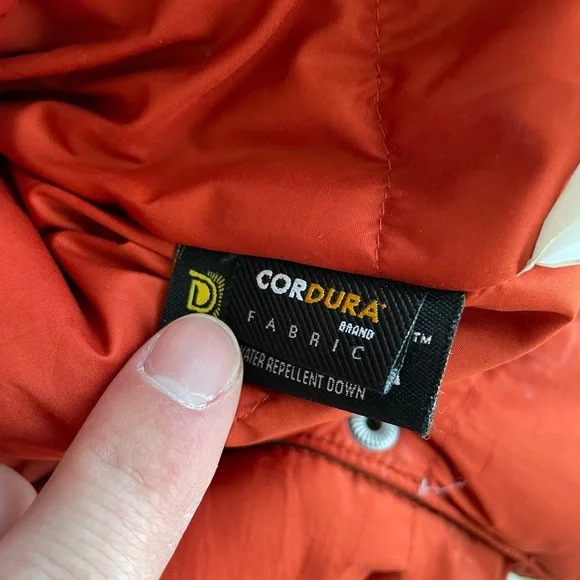 CORDURA®
BRAND
FABRIC
™
WATER REPELLENT DOWN